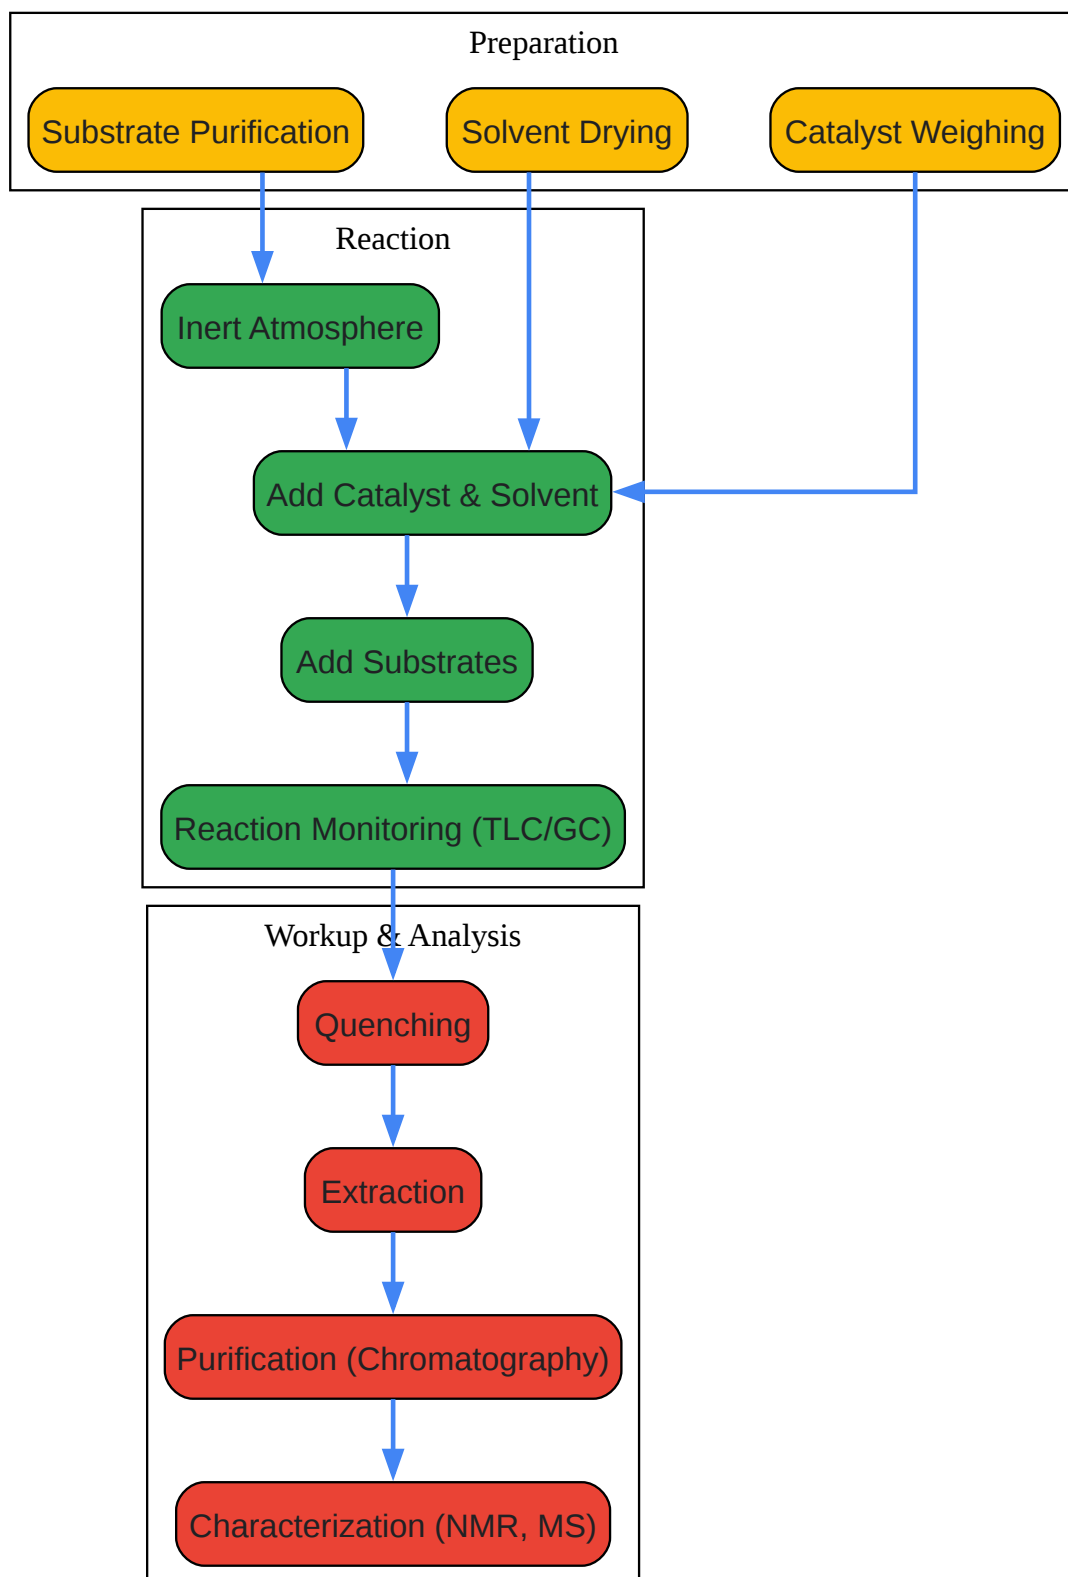 Preparation
Substrate Purification
Solvent Drying
Catalyst Weighing
Reaction
Inert Atmosphere
Add Catalyst & Solvent
Add Substrates
Reaction Monitoring (TLC/GC)
Workup & Analysis
Quenching
Extraction
Purification (Chromatography)
Characterization (NMR, MS)